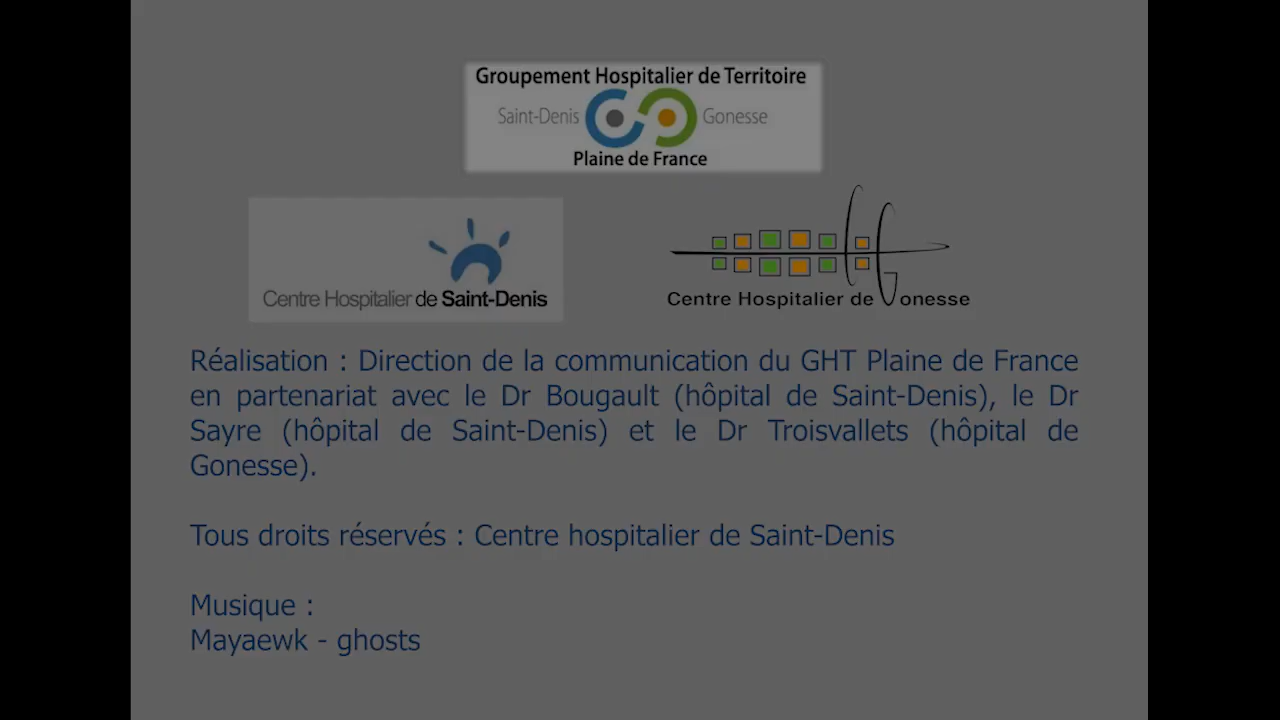 Groupement Hospitalier de Territoire
Saint-Denis Gonesse
Plaine de France
Centre Hospitalier de Saint-Denis
Centre Hospitalier de Gonesse
Réalisation : Direction de la communication du GHT Plaine de France
en partenariat avec le Dr Bougault (hôpital de Saint-Denis), le Dr
Sayre (hôpital de Saint-Denis) et le Dr Troisvallets (hôpital de
Gonesse).
Tous droits réservés : Centre hospitalier de Saint-Denis
Musique :
Mayaewk - ghosts